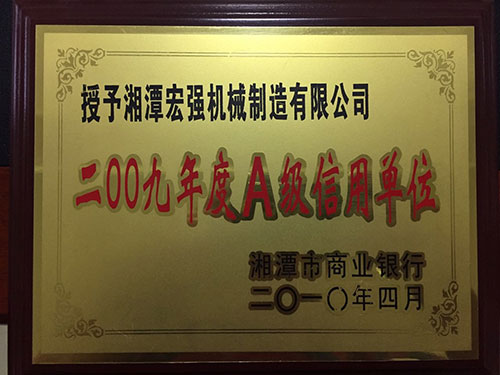 授予湘潭宏强机械制造有限公司
二00九年度A级信用单位
湘潭市商业银行
二〇一〇年四月